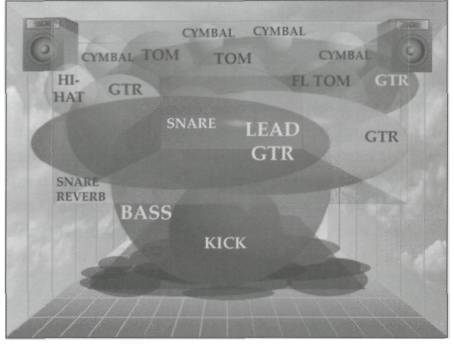 CYMBAL CYMBAL
CYMBAL TOM TOM CYMBAL
HI-
HAT
GTR
FL TOM
GTR
SNARE
LEAD
GTR
GTR
SNARE
REVERB
BASS
KICK